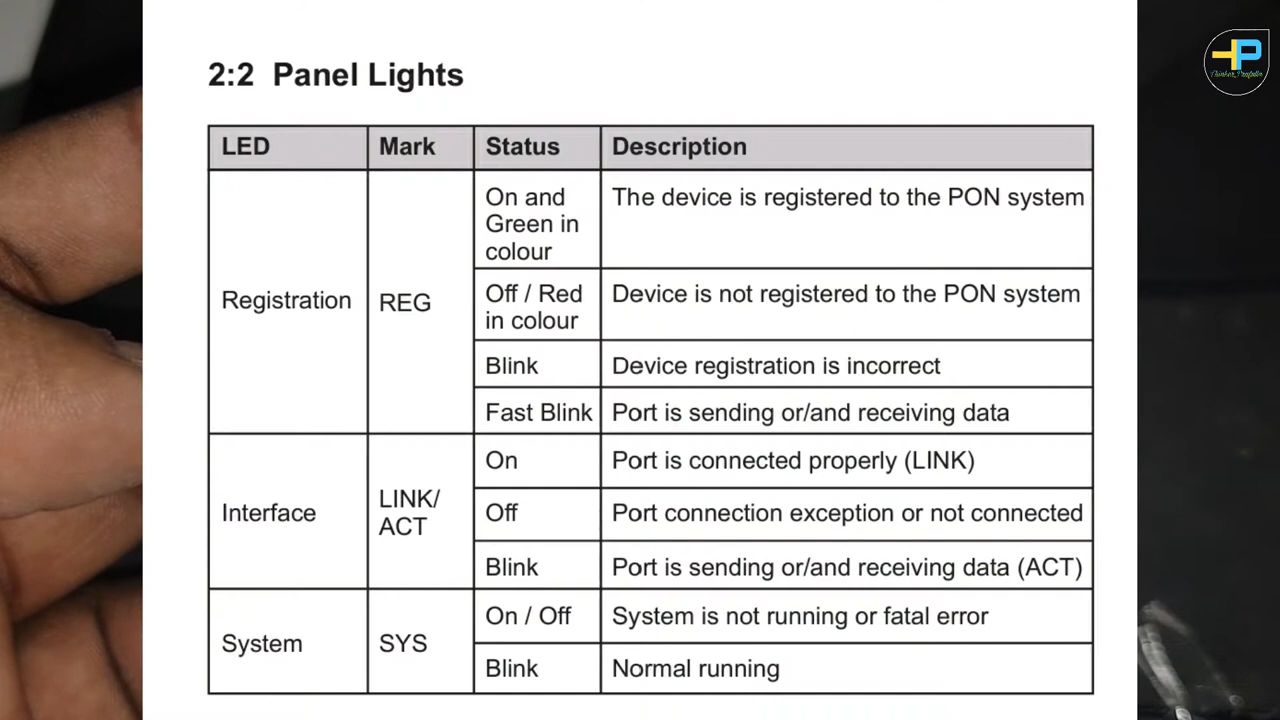 2:2 Panel Lights
LED Mark Status Description
Registration REG
On and
Green in
colour
The device is registered to the PON system
Off / Red
in colour
Device is not registered to the PON system
Blink Device registration is incorrect
Fast Blink Port is sending or/and receiving data
Interface
LINK/
ACT
On Port is connected properly (LINK)
Off Port connection exception or not connected
Blink Port is sending or/and receiving data (ACT)
System SYS
On / Off System is not running or fatal error
Blink Normal running